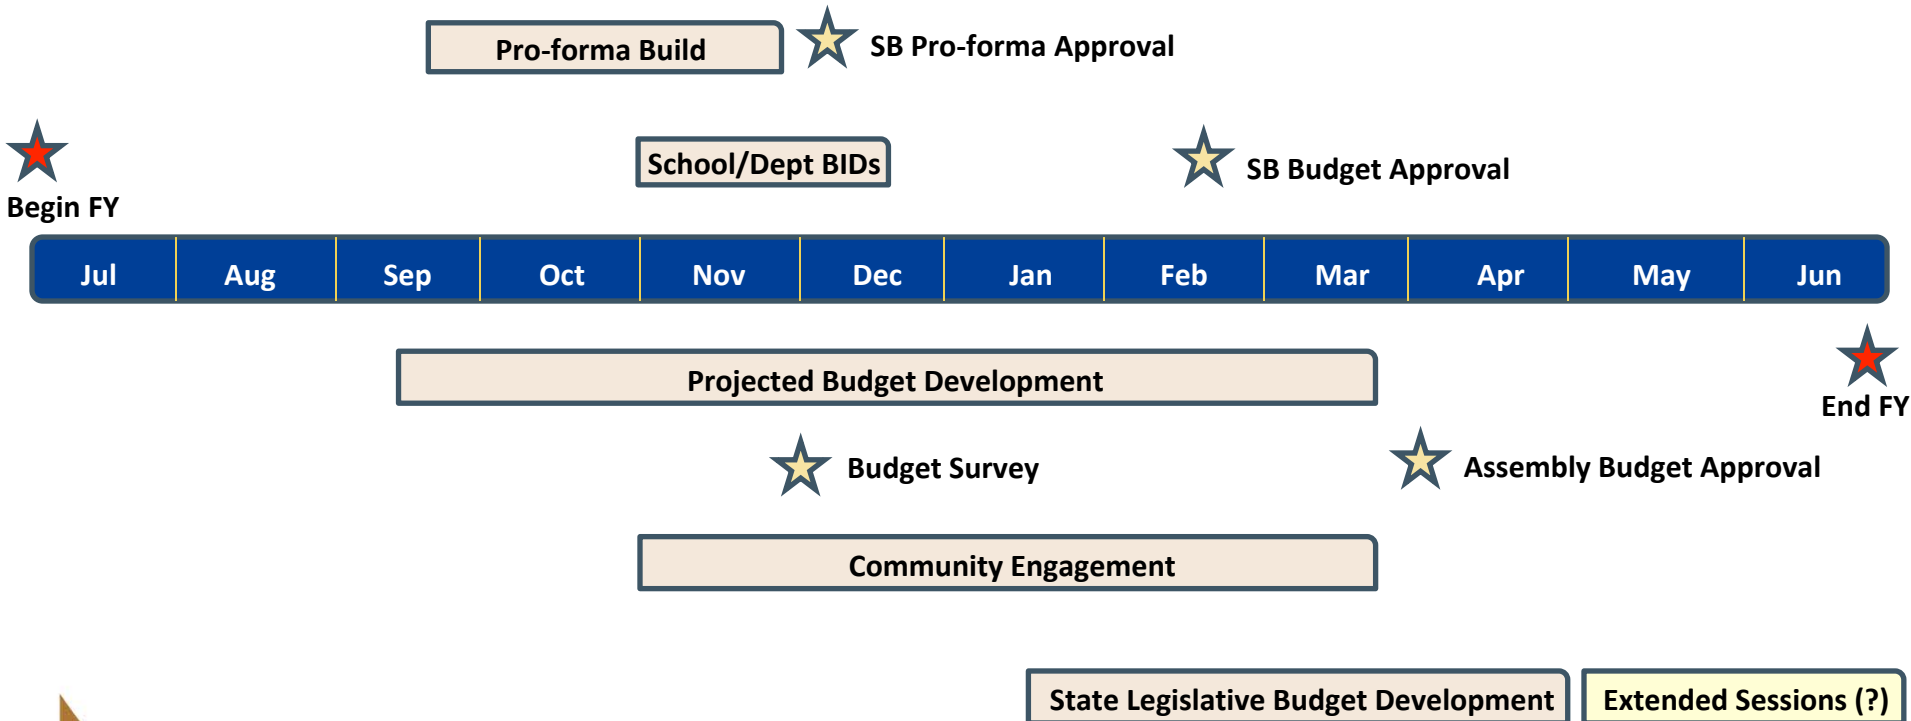 Pro-forma Build
SB Pro-forma Approval
School/Dept BIDs
SB Budget Approval
Begin FY
Jul Aug Sep Oct Nov Dec Jan Feb Mar Apr May Jun
Projected Budget Development
End FY
Budget Survey
Assembly Budget Approval
Community Engagement
State Legislative Budget Development
Extended Sessions (?)